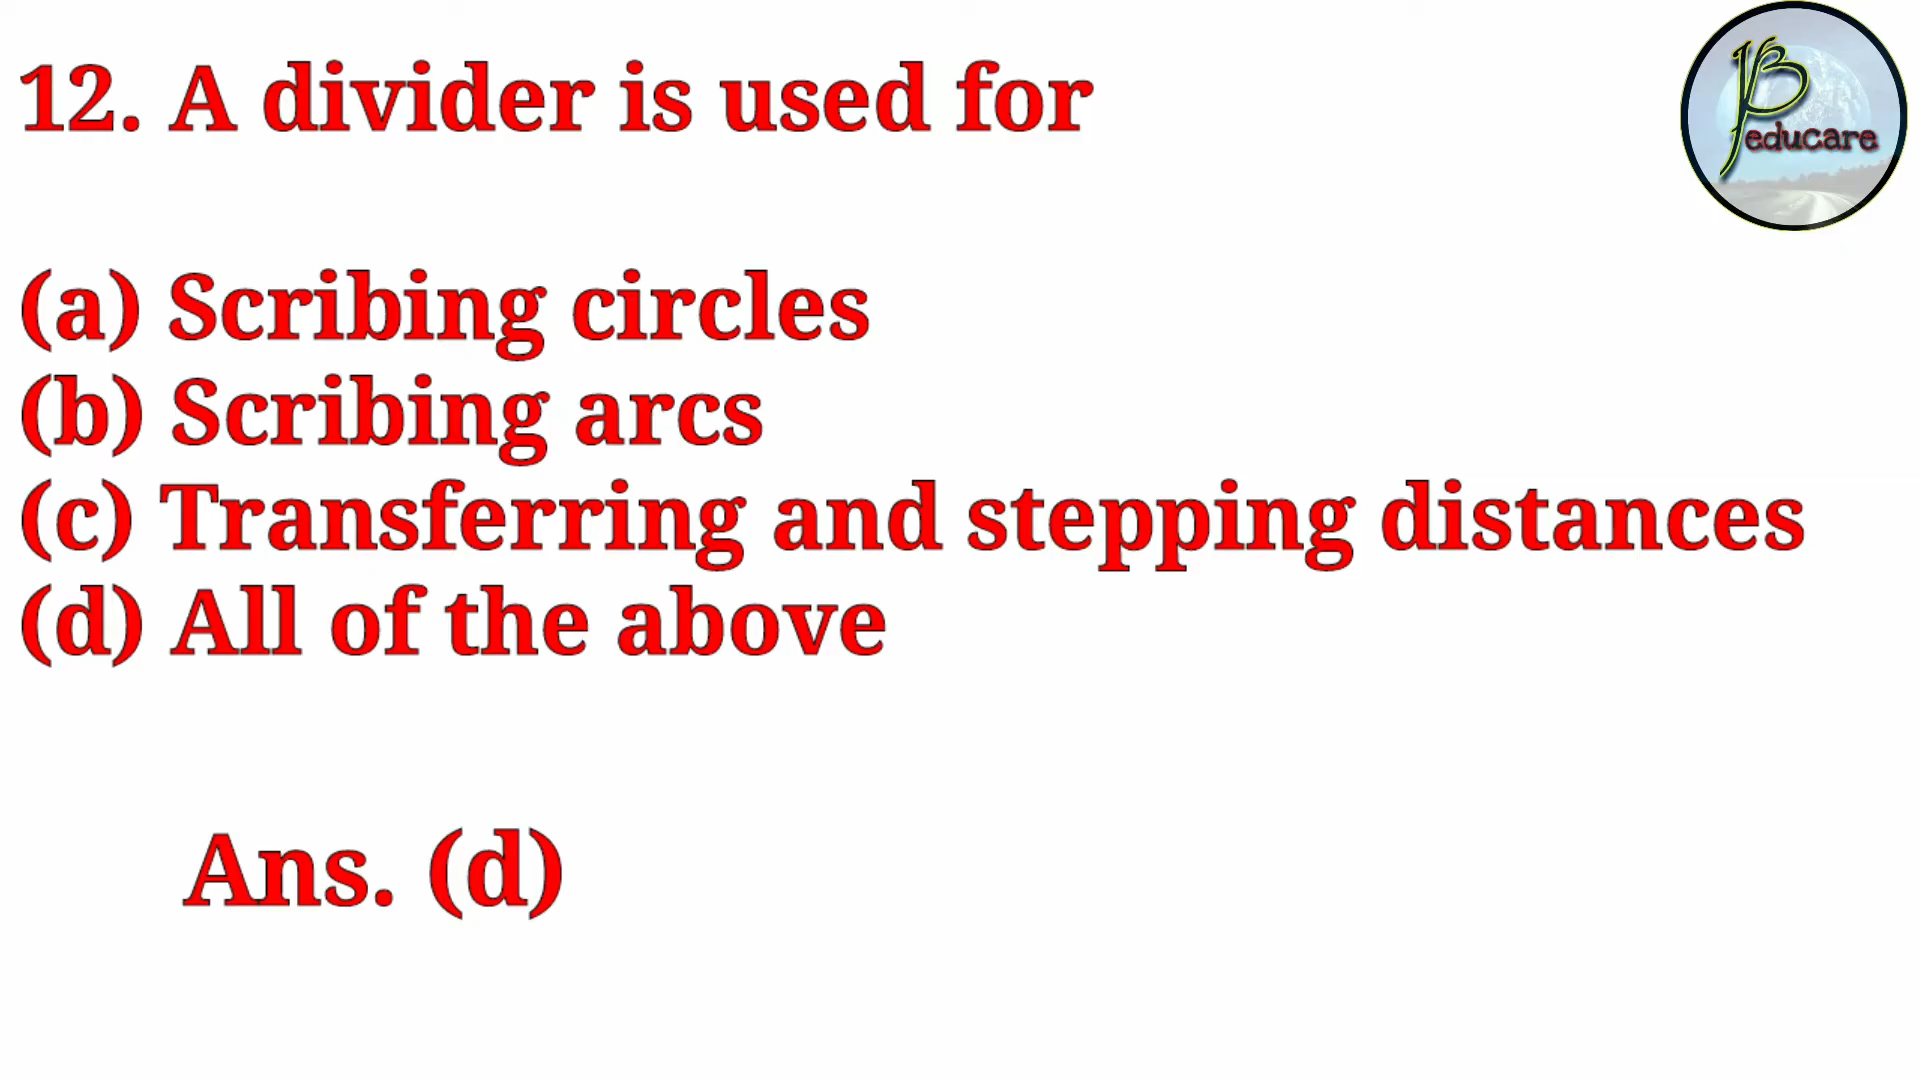 12. A divider is used for
(a) Scribing circles
(b) Scribing arcs
(c) Transferring and stepping distances
(d) All of the above
Ans. (d)
educare